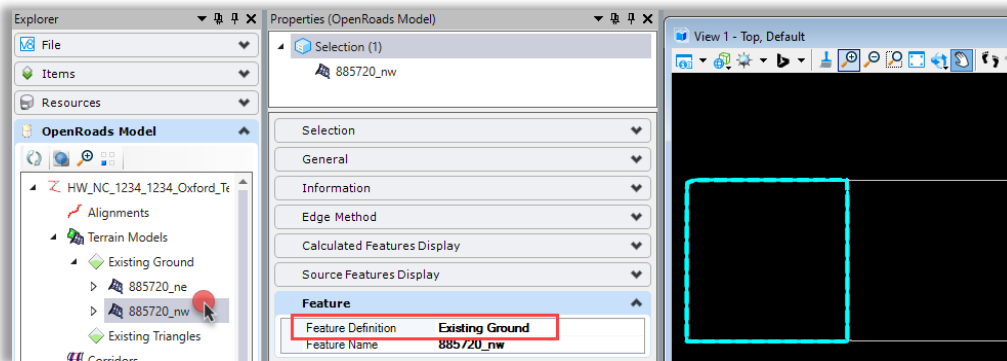 Explorer
File
Items
Resources
OpenRoads Model
HW_NC_1234_1234_Oxford_Te
Alignments
Terrain Models
Existing Ground
885720_ne
885720_nw
Existing Triangles
Corridors
Properties (OpenRoads Model)
Selection (1)
885720_nw
Selection
General
Information
Edge Method
Calculated Features Display
Source Features Display
Feature
Feature Definition Existing Ground
Feature Name 885720_nw
View 1 - Top, Default